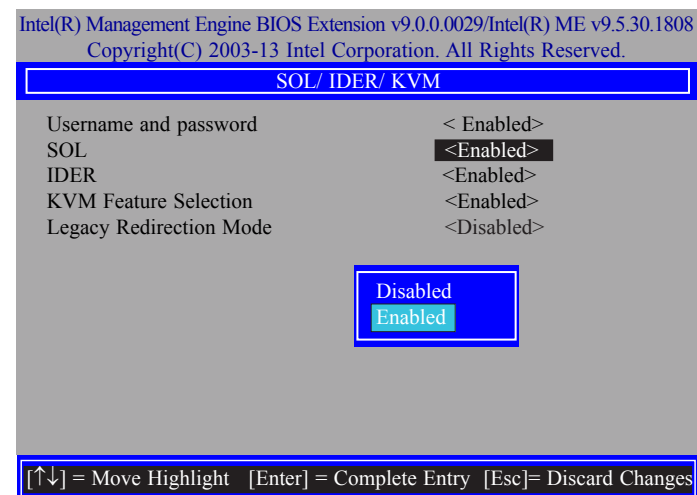 Intel(R) Management Engine BIOS Extension v9.0.0.0029/Intel(R) ME v9.5.30.1808
Copyright(C) 2003-13 Intel Corporation. All Rights Reserved.
SOL/ IDER/ KVM
Username and password < Enabled>
SOL <Enabled>
IDER <Enabled>
KVM Feature Selection <Enabled>
Legacy Redirection Mode <Disabled>
Disabled
Enabled
[↑↓] = Move Highlight [Enter] = Complete Entry [Esc]= Discard Changes